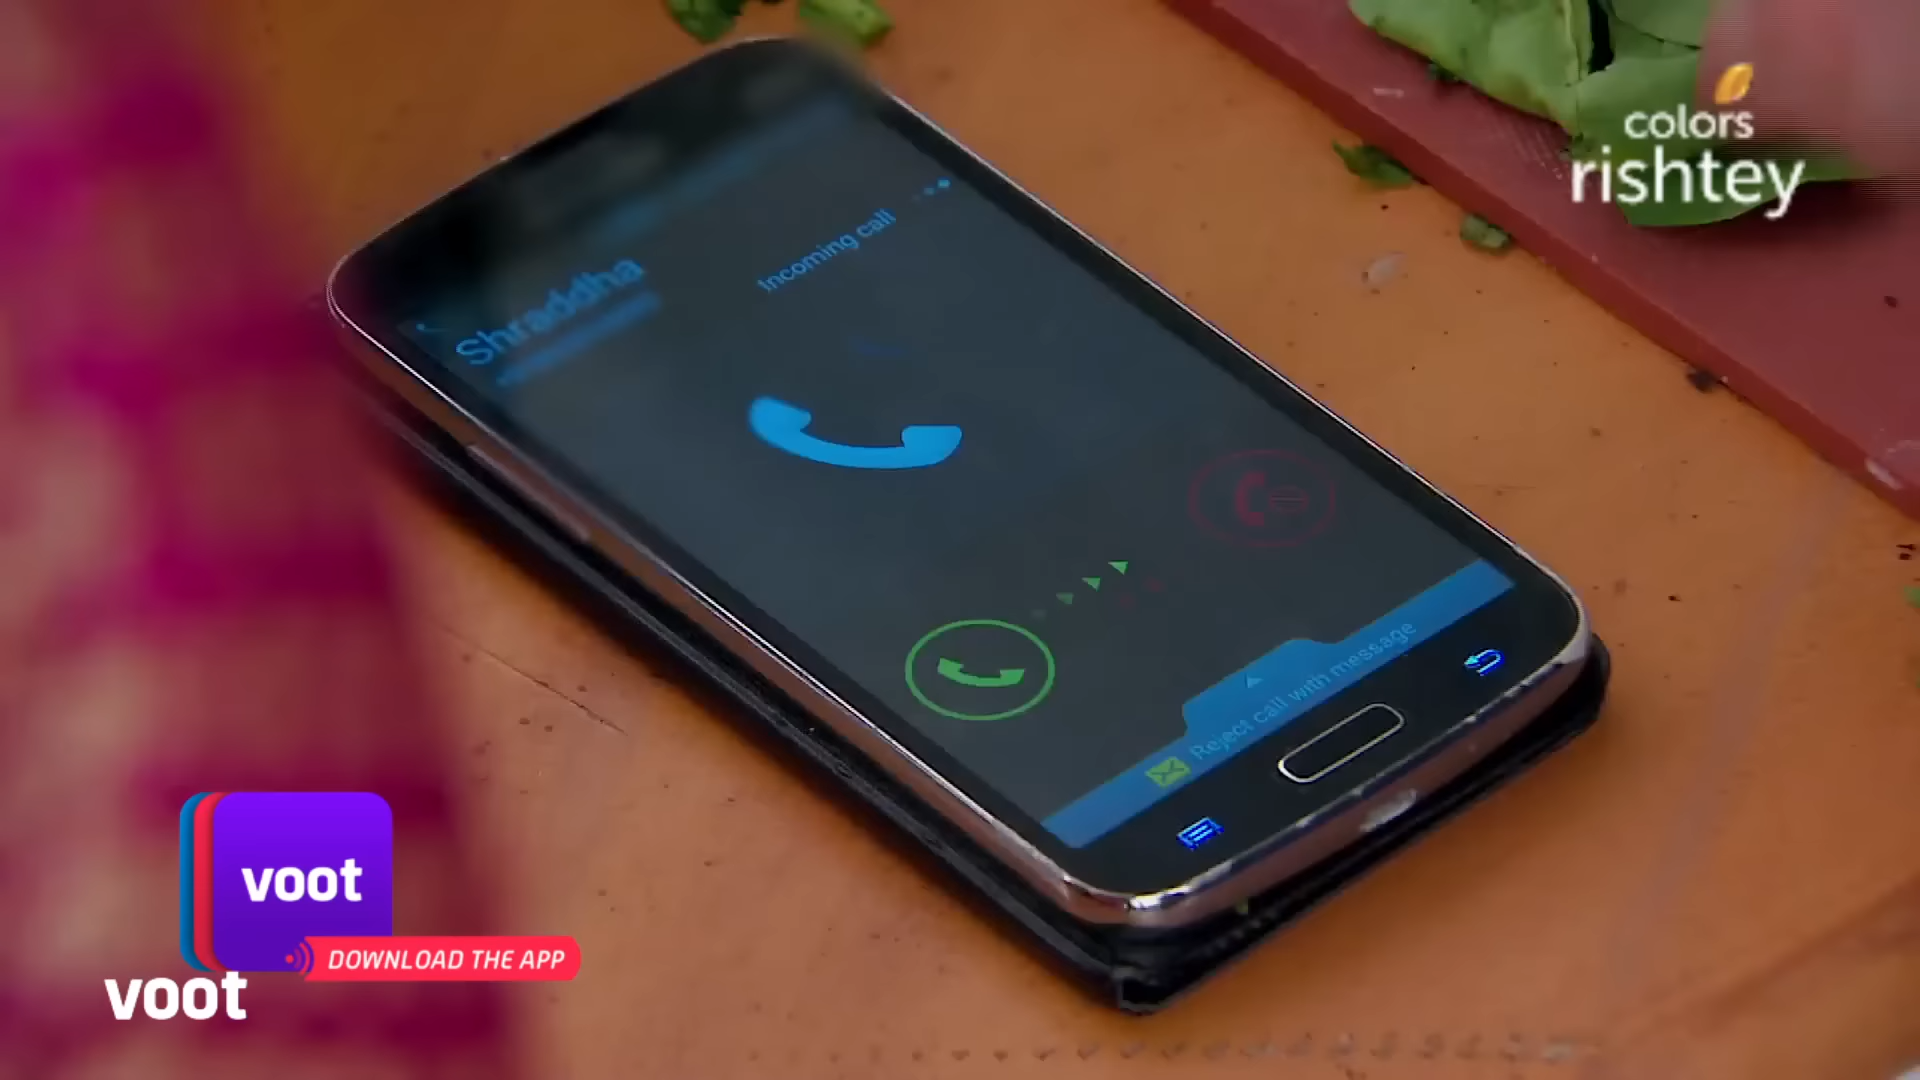 colors
rishtey
Incoming call
Shraddha
Reject call with message
voot
DOWNLOAD THE APP
voot